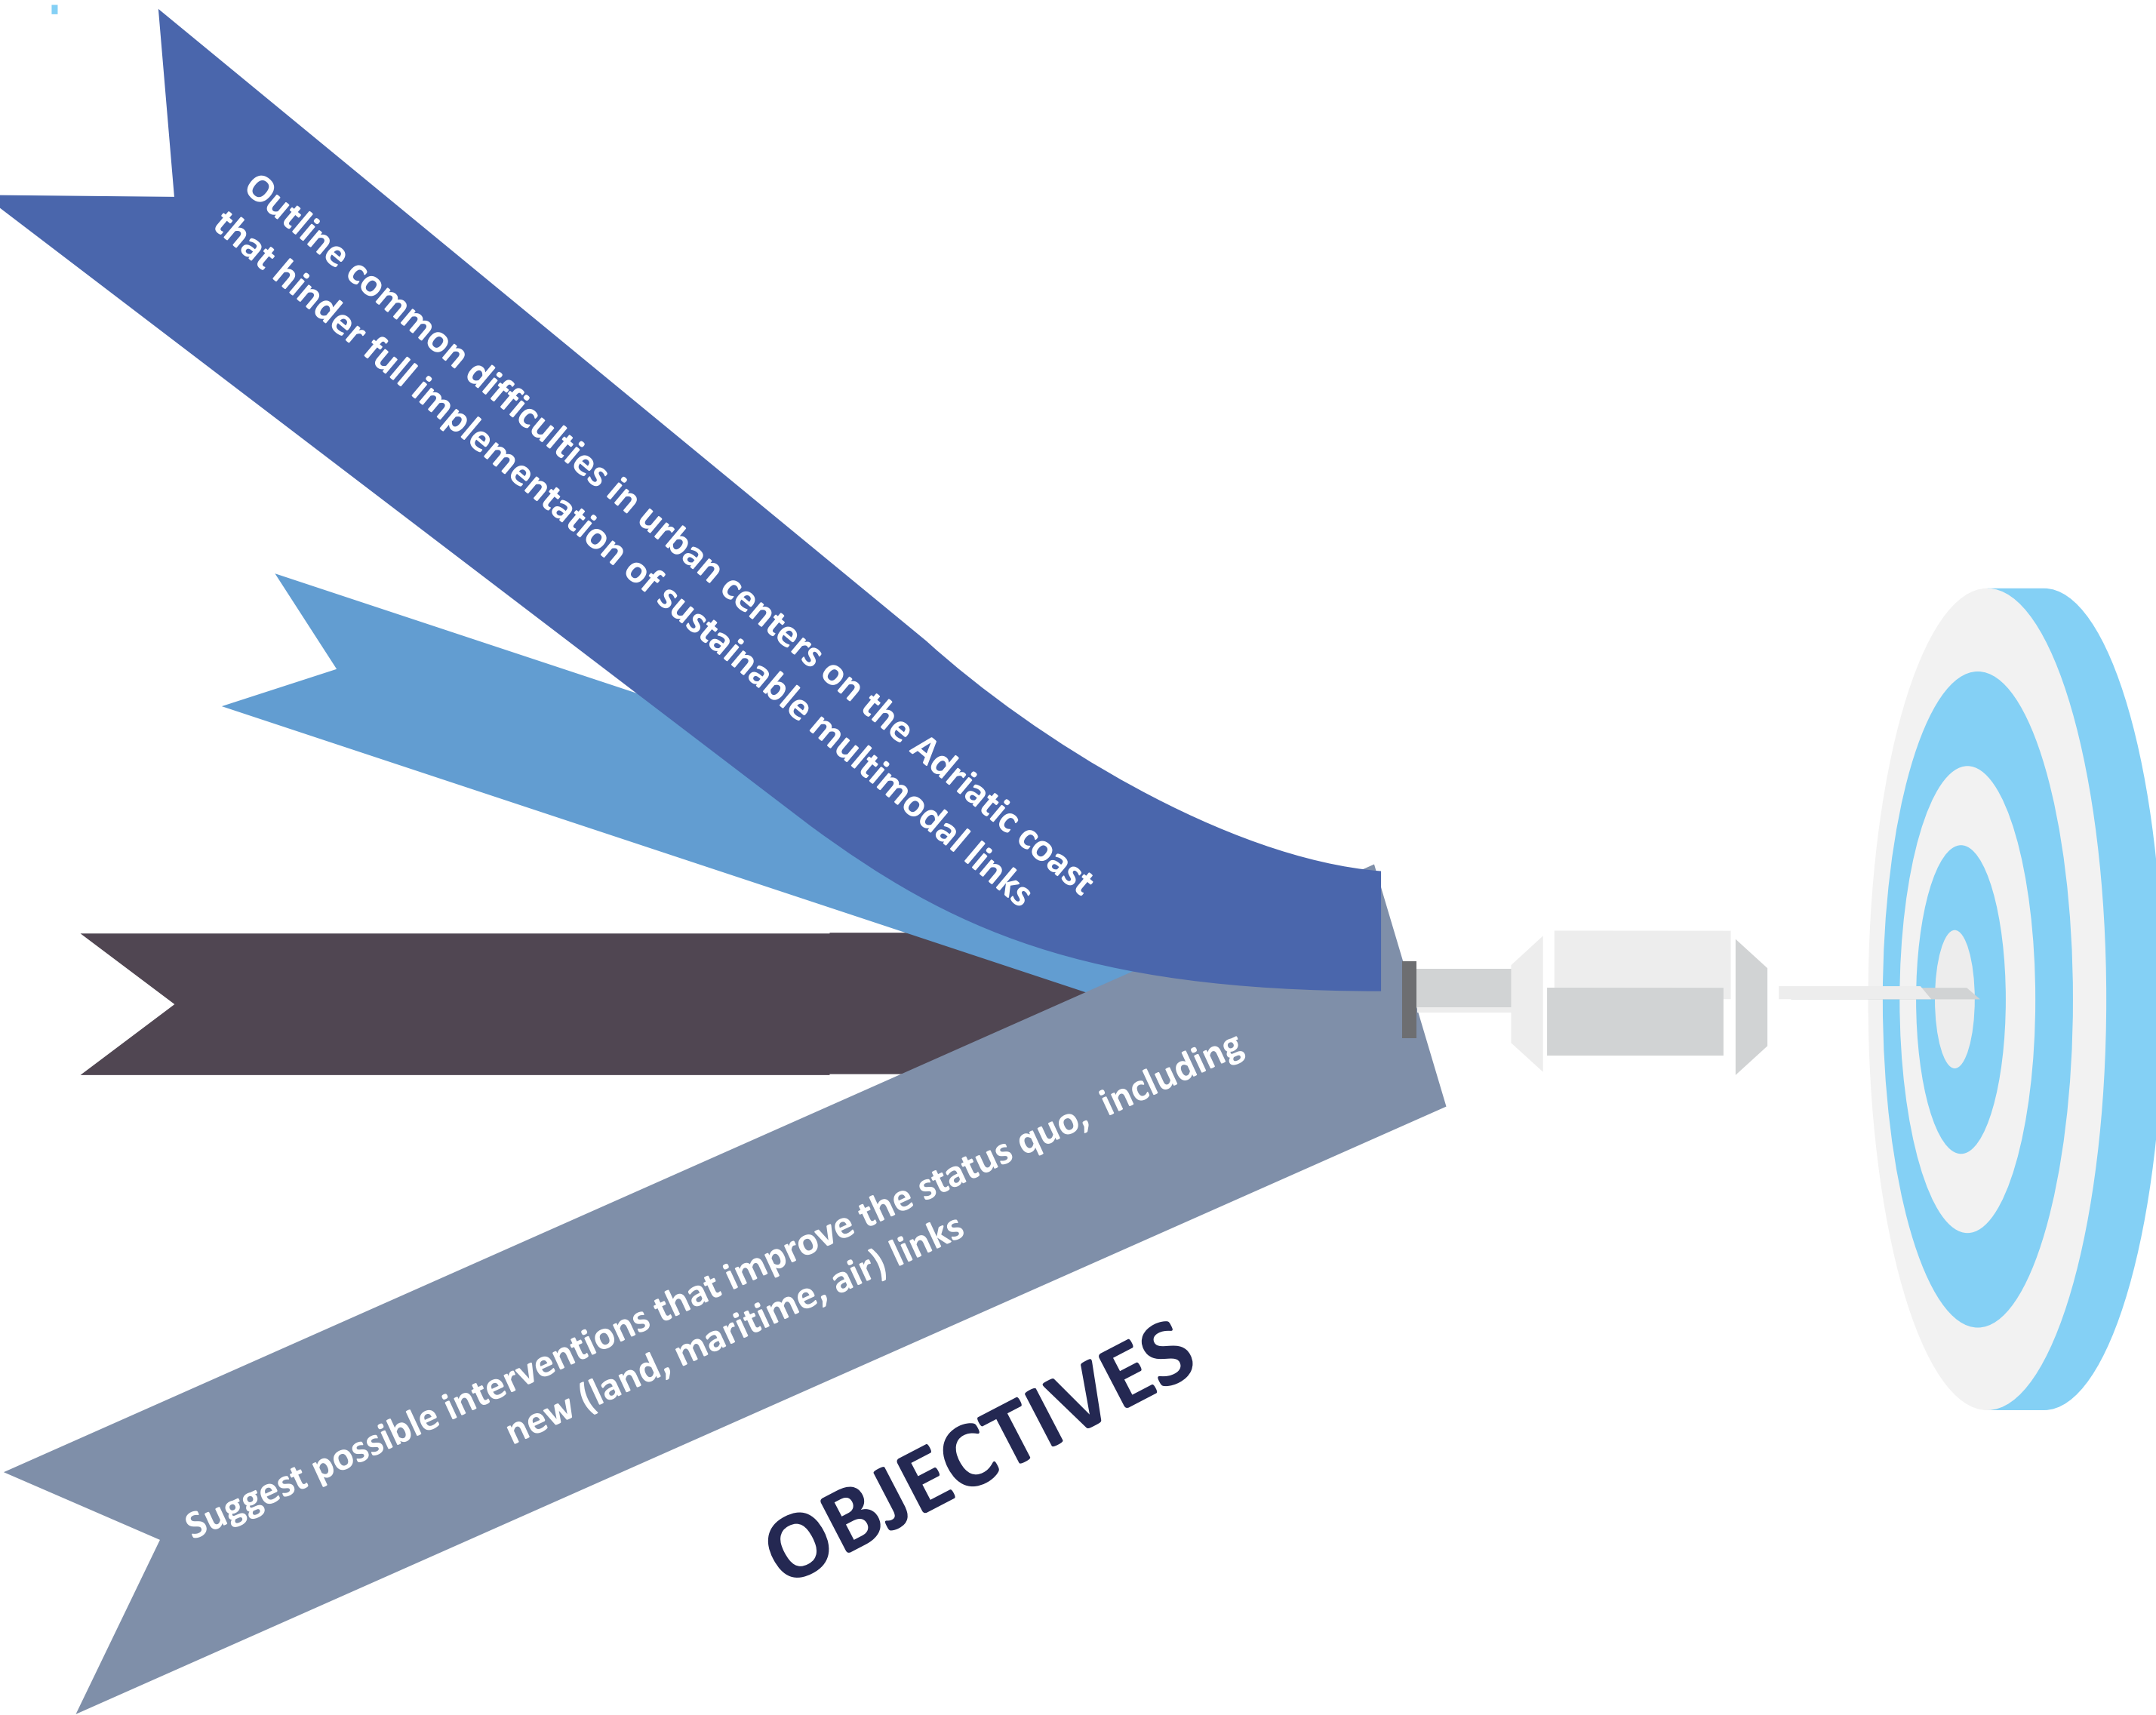 Outline common difficulties in urban centers on the Adriatic coast
that hinder full implementation of sustainable multimodal links
Suggest possible interventions that improve the status quo, including
new (land, maritime, air) links
OBJECTIVES